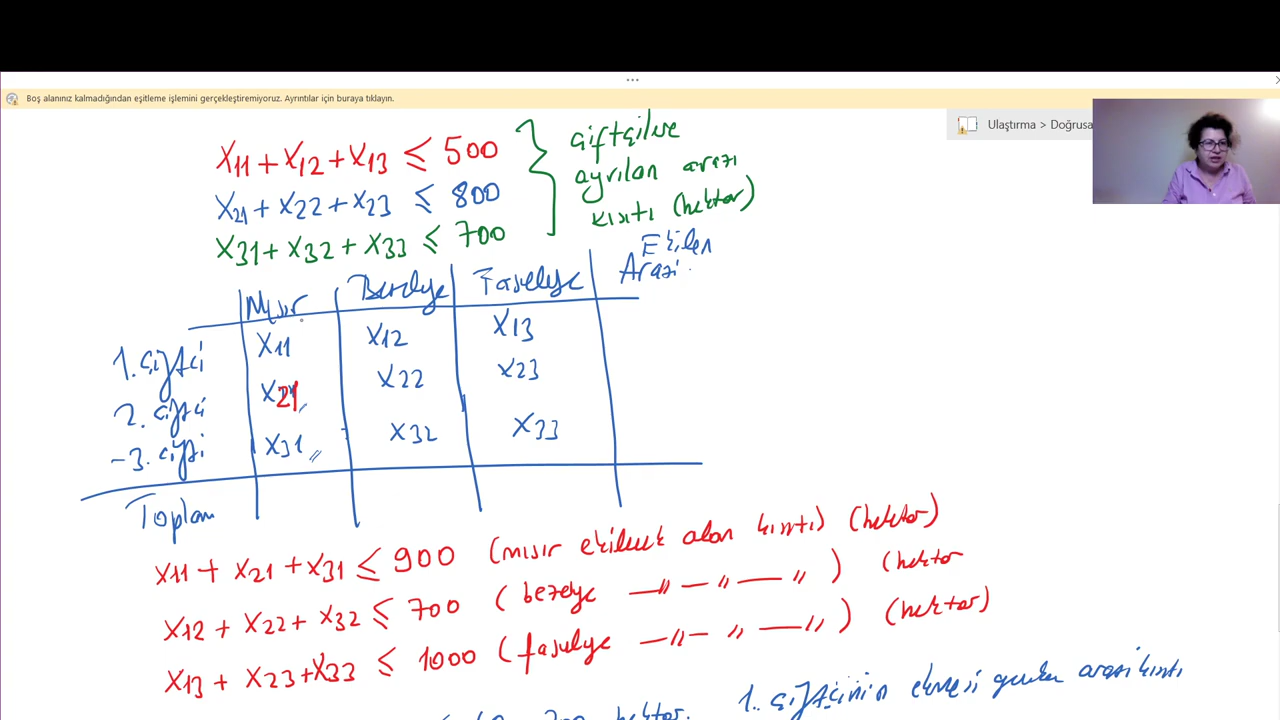 Boş alanınız kalmadığından eşitleme işlemini gerçekleştiremiyoruz. Ayrıntılar için buraya tıklayın.
Ulaştırma > Doğrusa
X11 + X12 + X13 ≤ 500
X21 + X22 + X23 ≤ 800
X31 + X32 + X33 ≤ 700
çiftçilere
ayrılan arazi
kısıtı (hektar)
Mısır Bezelye Fasulye Ekilen Arazi
1. çiftçi X11 X12 X13
2. çiftçi X21 X22 X23
3. çiftçi X31 X32 X33
Toplam
X11 + X21 + X31 ≤ 900 (mısır ekilecek alan kısıtı) (hektar)
X12 + X22 + X32 ≤ 700 (bezelye —〃— 〃 —〃) (hektar
X13 + X23 + X33 ≤ 1000 (fasulye —〃— 〃 —〃) (hektar)
1. çiftçinin ekmesi gereken arazi kısıtı